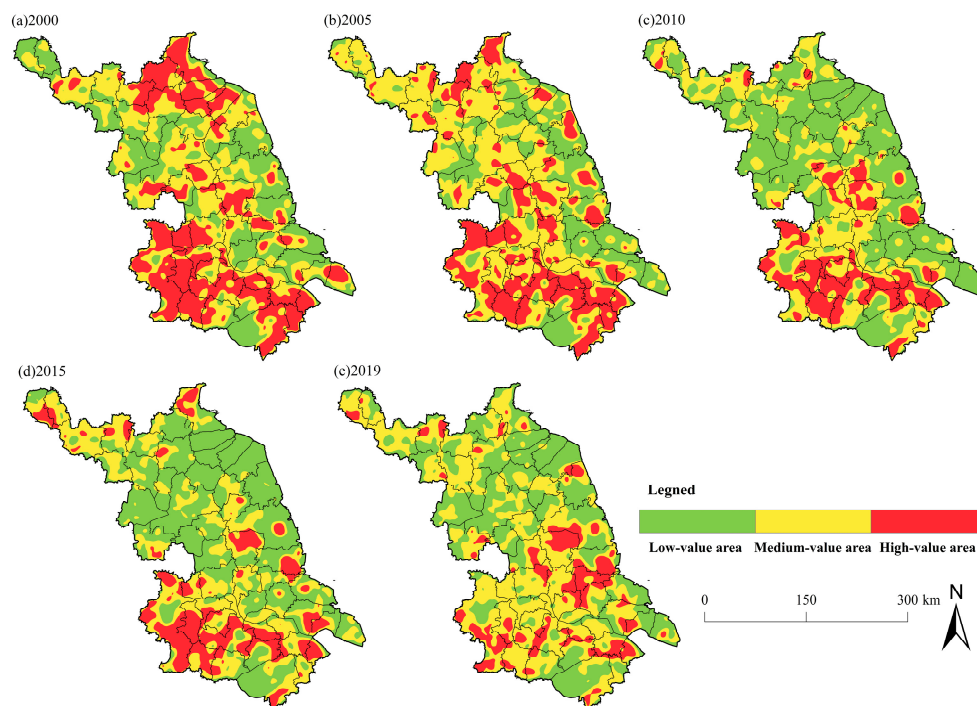 (a)2000
(b)2005
(c)2010
(d)2015
(c)2019
Legned
Low-value area Medium-value area High-value area
0 150 300 km
N